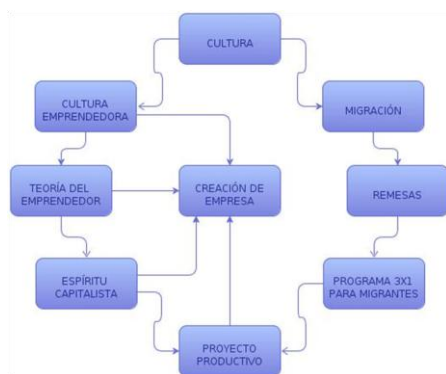 CULTURA
CULTURA
EMPRENDEDORA
MIGRACIÓN
TEORÍA DEL
EMPRENDEDOR
CREACIÓN DE
EMPRESA
REMESAS
ESPÍRITU
CAPITALISTA
PROGRAMA 3X1
PARA MIGRANTES
PROYECTO
PRODUCTIVO